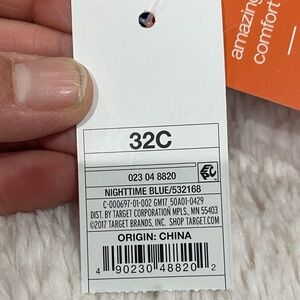 amazing
comfort
32C
023 04 8820
NIGHTTIME BLUE/532168
C-000697-01-002 GM17 50A01-0429
DIST. BY TARGET CORPORATION MPLS, MN 55403
©2017 TARGET BRANDS, INC. SHOP TARGET.COM
ORIGIN: CHINA
4 90230 48820 2